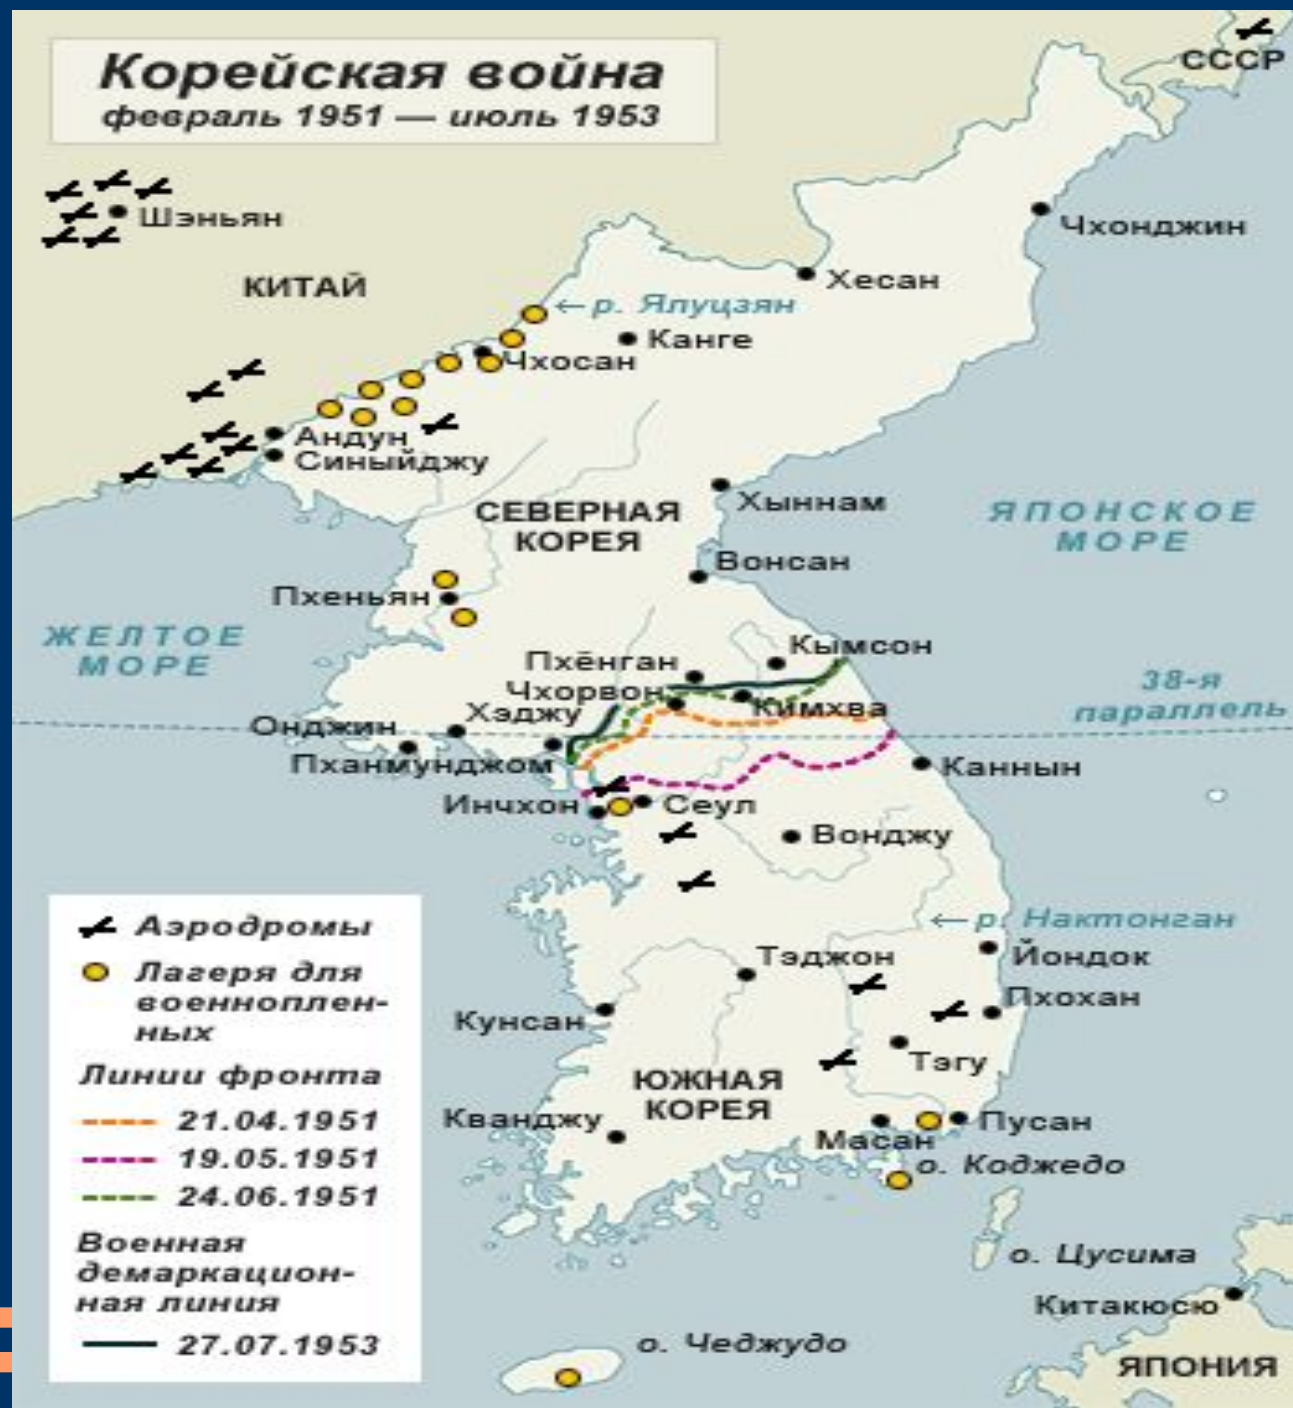 Корейская война
февраль 1951 — июль 1953
СССР
Шэньян
Чхонджин
КИТАЙ
Хесан
← р. Ялуцзян
Канге
Чхосан
Андун
Синыйджу
Хыннам
СЕВЕРНАЯ
КОРЕЯ
ЯПОНСКОЕ
МОРЕ
Вонсан
Пхеньян
ЖЕЛТОЕ
МОРЕ
Кымсон
Пхёнган
38-я
параллель
Чхорвон
Кимхва
Хэджу
Онджин
Пханмунджом
Каннын
Инчхон
Сеул
Вонджу
← р. Нактонган
Тэджон
Йондок
Пхохан
Кунсан
Тэгу
ЮЖНАЯ
КОРЕЯ
Кванджу
Пусан
Масан
о. Коджедо
о. Цусима
Китакюсю
о. Чеджудо
ЯПОНИЯ
Аэродромы
Лагеря для
военноплен-
ных
Линии фронта
21.04.1951
19.05.1951
24.06.1951
Военная
демаркацион-
ная линия
27.07.1953